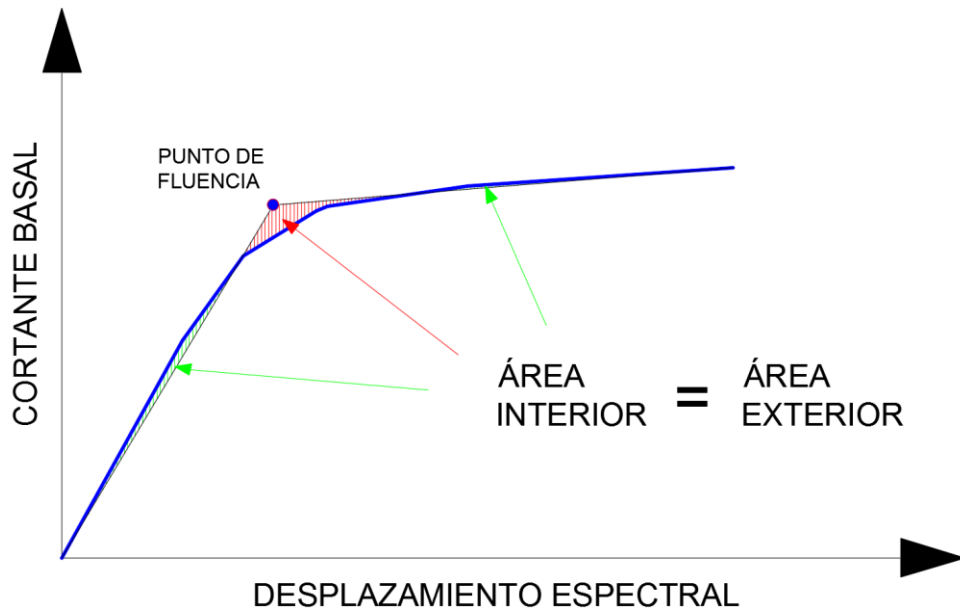 PUNTO DE
FLUENCIA
CORTANTE BASAL
ÁREA
INTERIOR
=
ÁREA
EXTERIOR
DESPLAZAMIENTO ESPECTRAL